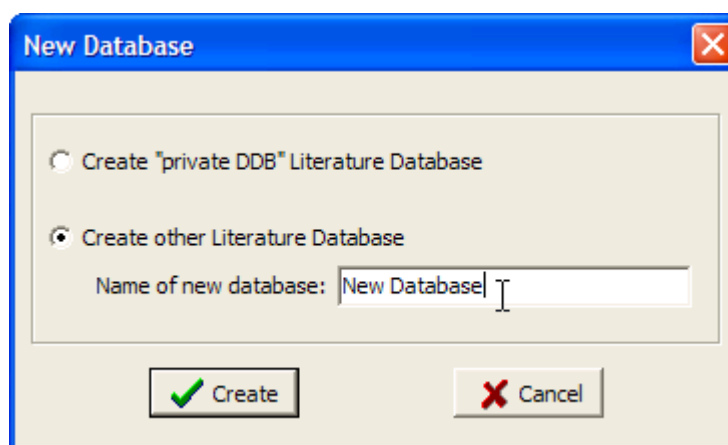 New Database
Create "private DDB" Literature Database
Create other Literature Database
Name of new database: New Database
Create Cancel